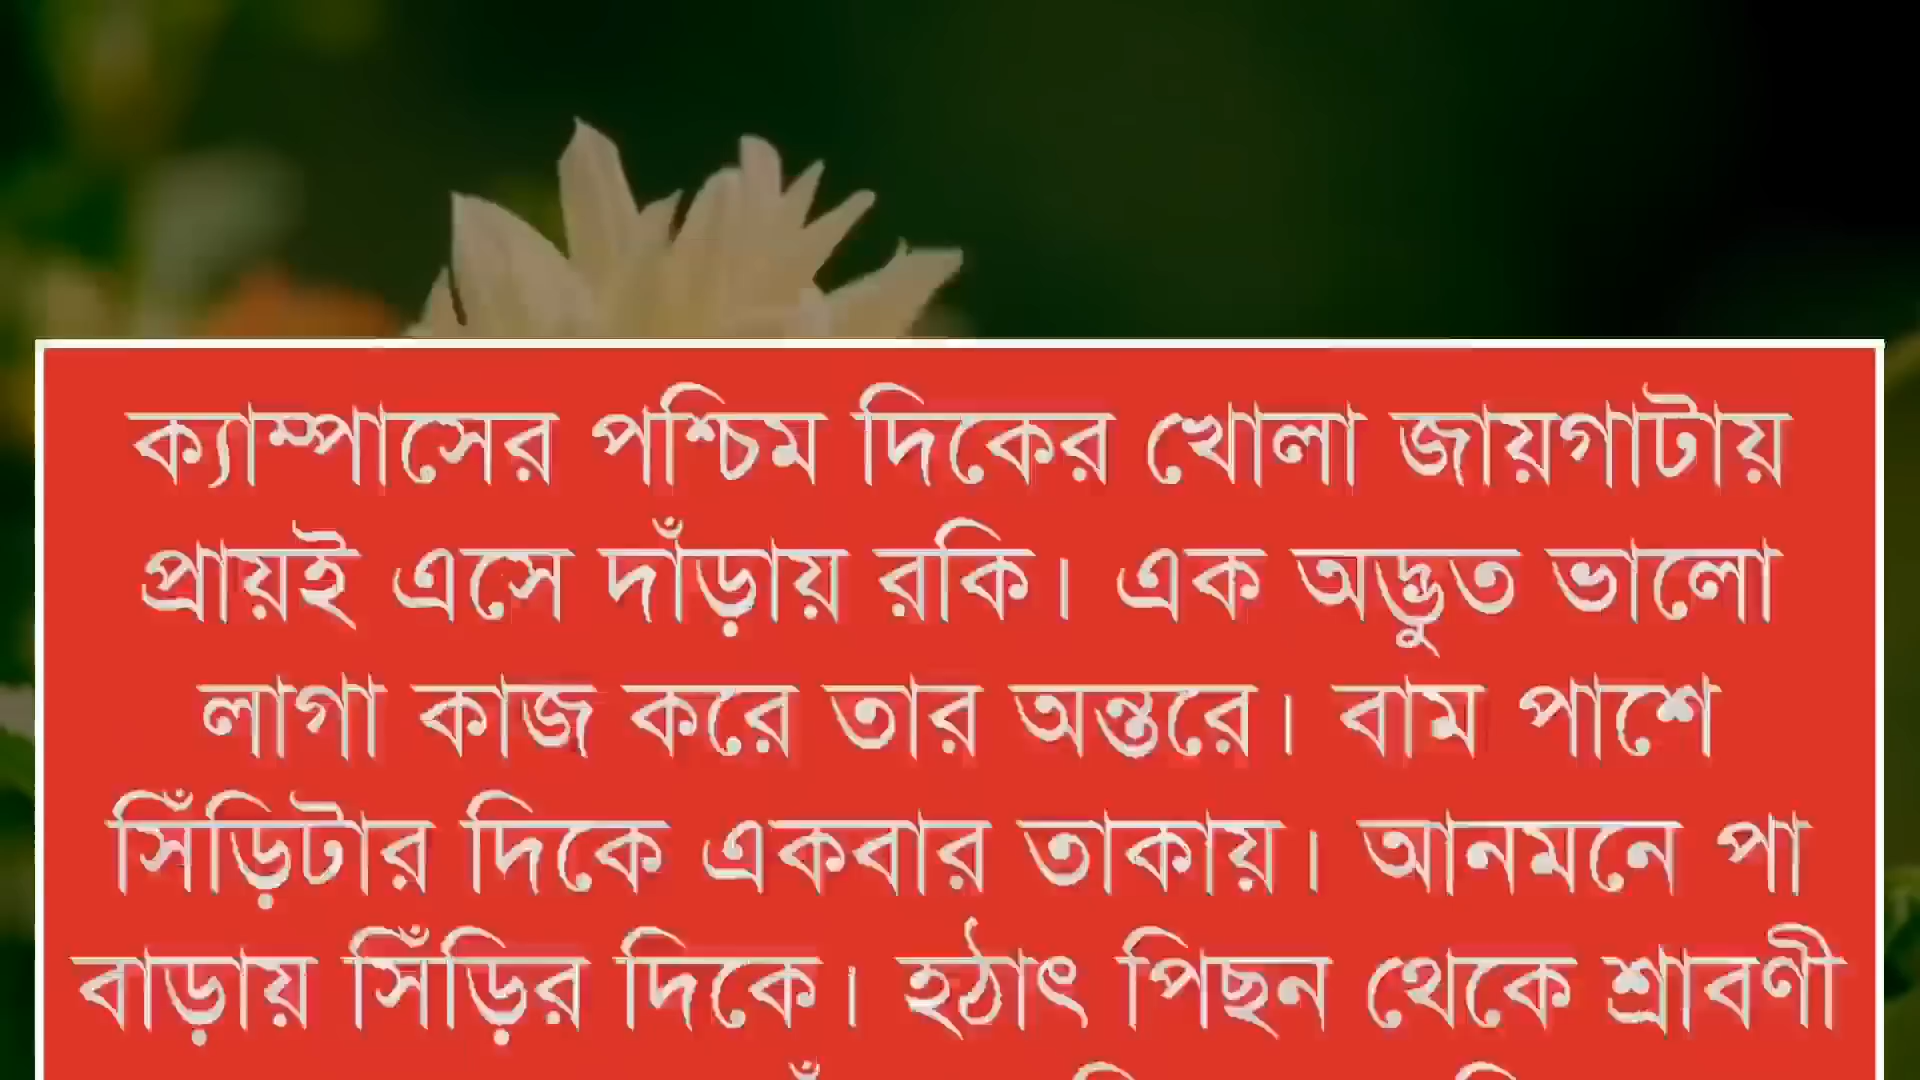 ক্যাম্পাসের পশ্চিম দিকের খোলা জায়গাটায়
প্রায়ই এসে দাঁড়ায় রকি। এক অদ্ভুত ভালো
লাগা কাজ করে তার অন্তরে। বাম পাশে
সিঁড়িটার দিকে একবার তাকায়। আনমনে পা
বাড়ায় সিঁড়ির দিকে। হঠাৎ পিছন থেকে শ্রাবণী